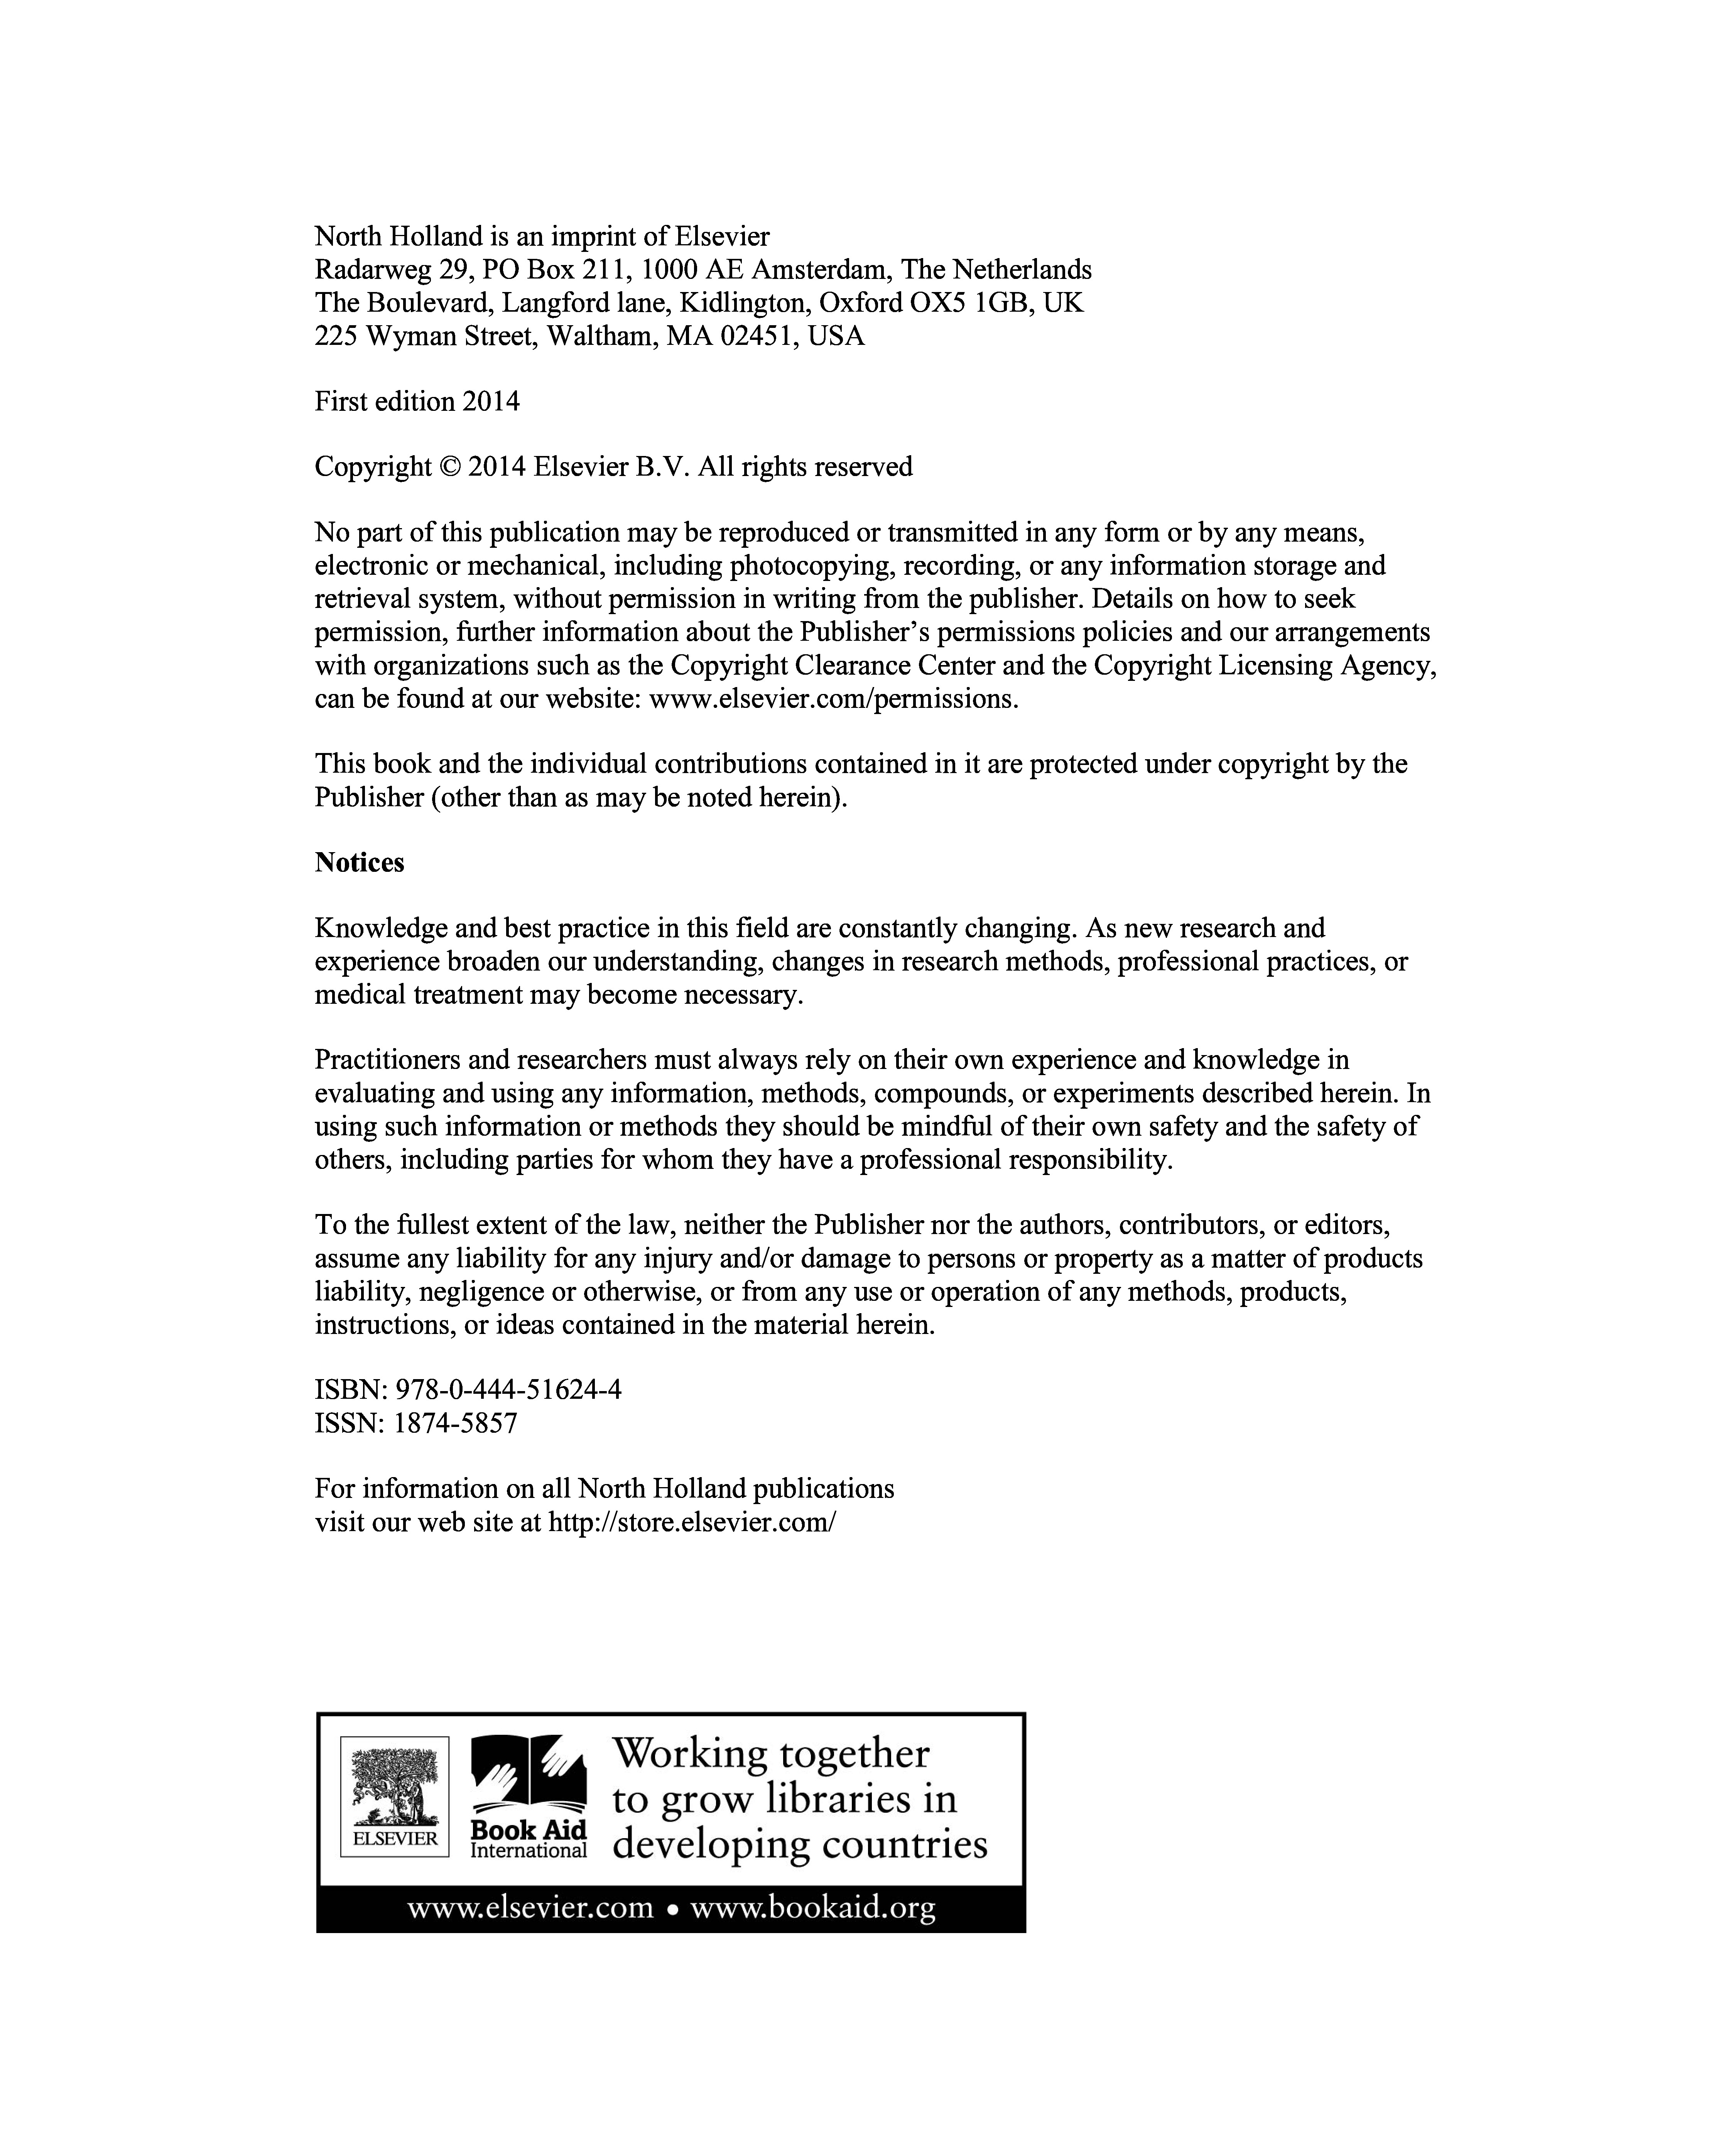 North Holland is an imprint of Elsevier
Radarweg 29, PO Box 211, 1000 AE Amsterdam, The Netherlands
The Boulevard, Langford lane, Kidlington, Oxford OX5 1GB, UK
225 Wyman Street, Waltham, MA 02451, USA
First edition 2014
Copyright © 2014 Elsevier B.V. All rights reserved
No part of this publication may be reproduced or transmitted in any form or by any means,
electronic or mechanical, including photocopying, recording, or any information storage and
retrieval system, without permission in writing from the publisher. Details on how to seek
permission, further information about the Publisher’s permissions policies and our arrangements
with organizations such as the Copyright Clearance Center and the Copyright Licensing Agency,
can be found at our website: www.elsevier.com/permissions.
This book and the individual contributions contained in it are protected under copyright by the
Publisher (other than as may be noted herein).
Notices
Knowledge and best practice in this field are constantly changing. As new research and
experience broaden our understanding, changes in research methods, professional practices, or
medical treatment may become necessary.
Practitioners and researchers must always rely on their own experience and knowledge in
evaluating and using any information, methods, compounds, or experiments described herein. In
using such information or methods they should be mindful of their own safety and the safety of
others, including parties for whom they have a professional responsibility.
To the fullest extent of the law, neither the Publisher nor the authors, contributors, or editors,
assume any liability for any injury and/or damage to persons or property as a matter of products
liability, negligence or otherwise, or from any use or operation of any methods, products,
instructions, or ideas contained in the material herein.
ISBN: 978-0-444-51624-4
ISSN: 1874-5857
For information on all North Holland publications
visit our web site at http://store.elsevier.com/
ELSEVIER
Book Aid
International
Working together
to grow libraries in
developing countries
www.elsevier.com • www.bookaid.org